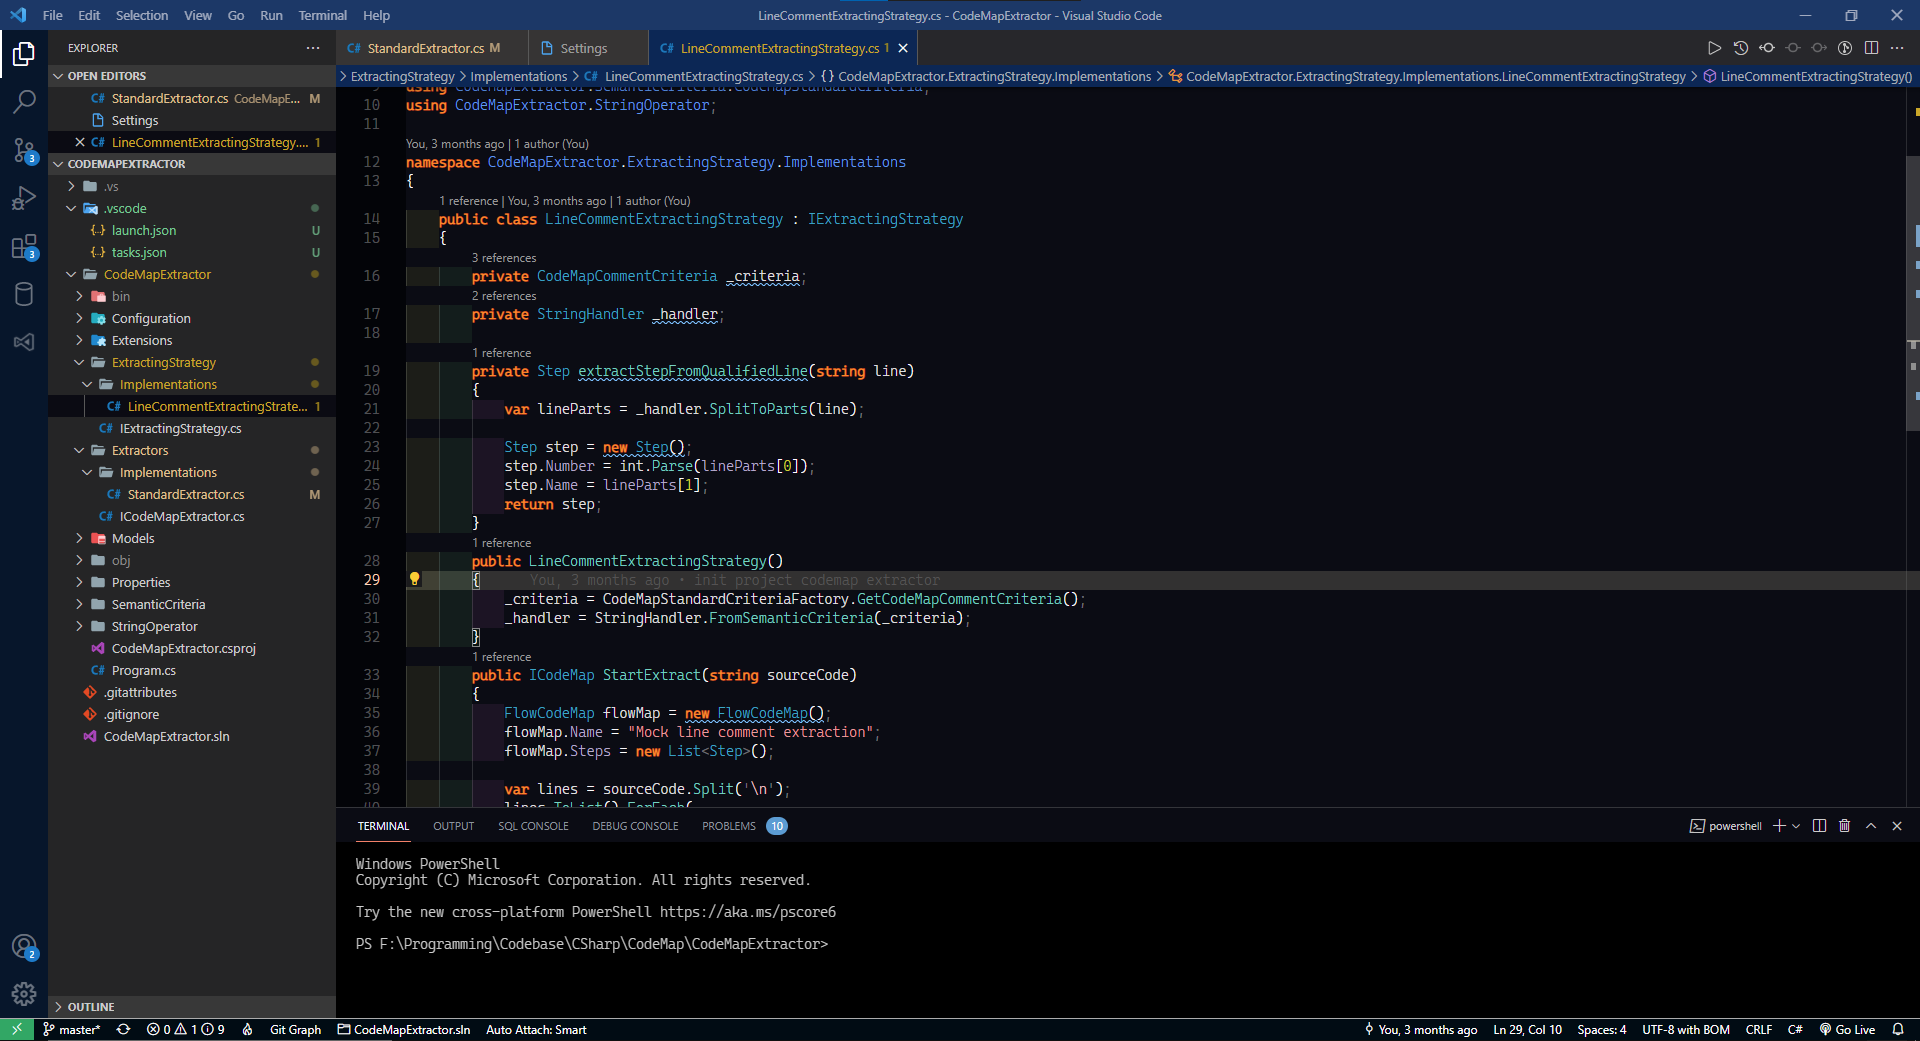 File Edit Selection View Go Run Terminal Help
LineCommentExtractingStrategy.cs - CodeMapExtractor - Visual Studio Code
EXPLORER
OPEN EDITORS
C# StandardExtractor.cs CodeMapE... M
Settings
C# LineCommentExtractingStrategy.... 1
CODEMAPEXTRACTOR
.vs
.vscode
launch.json U
tasks.json U
CodeMapExtractor
bin
Configuration
Extensions
ExtractingStrategy
Implementations
C# LineCommentExtractingStrate... 1
C# IExtractingStrategy.cs
Extractors
Implementations
C# StandardExtractor.cs M
C# ICodeMapExtractor.cs
Models
obj
Properties
SemanticCriteria
StringOperator
CodeMapExtractor.csproj
C# Program.cs
.gitattributes
.gitignore
CodeMapExtractor.sln
OUTLINE
3
3
2
C# StandardExtractor.cs M
Settings
C# LineCommentExtractingStrategy.cs 1
ExtractingStrategy > Implementations > C# LineCommentExtractingStrategy.cs > {} CodeMapExtractor.ExtractingStrategy.Implementations > CodeMapExtractor.ExtractingStrategy.Implementations.LineCommentExtractingStrategy > LineCommentExtractingStrategy()
9 using CodeMapExtractor.SemanticCriteria.CodeMapStandardCriteria;
10 using CodeMapExtractor.StringOperator;
11
You, 3 months ago | 1 author (You)
12 namespace CodeMapExtractor.ExtractingStrategy.Implementations
13 {
1 reference | You, 3 months ago | 1 author (You)
14 public class LineCommentExtractingStrategy : IExtractingStrategy
15 {
3 references
16 private CodeMapCommentCriteria _criteria;
2 references
17 private StringHandler _handler;
18
1 reference
19 private Step extractStepFromQualifiedLine(string line)
20 {
21 var lineParts = _handler.SplitToParts(line);
22
23 Step step = new Step();
24 step.Number = int.Parse(lineParts[0]);
25 step.Name = lineParts[1];
26 return step;
27 }
1 reference
28 public LineCommentExtractingStrategy()
29 { You, 3 months ago • init project codemap extractor
30 _criteria = CodeMapStandardCriteriaFactory.GetCodeMapCommentCriteria();
31 _handler = StringHandler.FromSemanticCriteria(_criteria);
32 }
1 reference
33 public ICodeMap StartExtract(string sourceCode)
34 {
35 FlowCodeMap flowMap = new FlowCodeMap();
36 flowMap.Name = "Mock line comment extraction";
37 flowMap.Steps = new List<Step>();
38
39 var lines = sourceCode.Split('\n');
40 lines.ToList().ForEach(
TERMINAL OUTPUT SQL CONSOLE DEBUG CONSOLE PROBLEMS 10
powershell
Windows PowerShell
Copyright (C) Microsoft Corporation. All rights reserved.
Try the new cross-platform PowerShell https://aka.ms/pscore6
PS F:\Programming\Codebase\CSharp\CodeMap\CodeMapExtractor>
master* 0 1 9 Git Graph CodeMapExtractor.sln Auto Attach: Smart
You, 3 months ago Ln 29, Col 10 Spaces: 4 UTF-8 with BOM CRLF C# Go Live